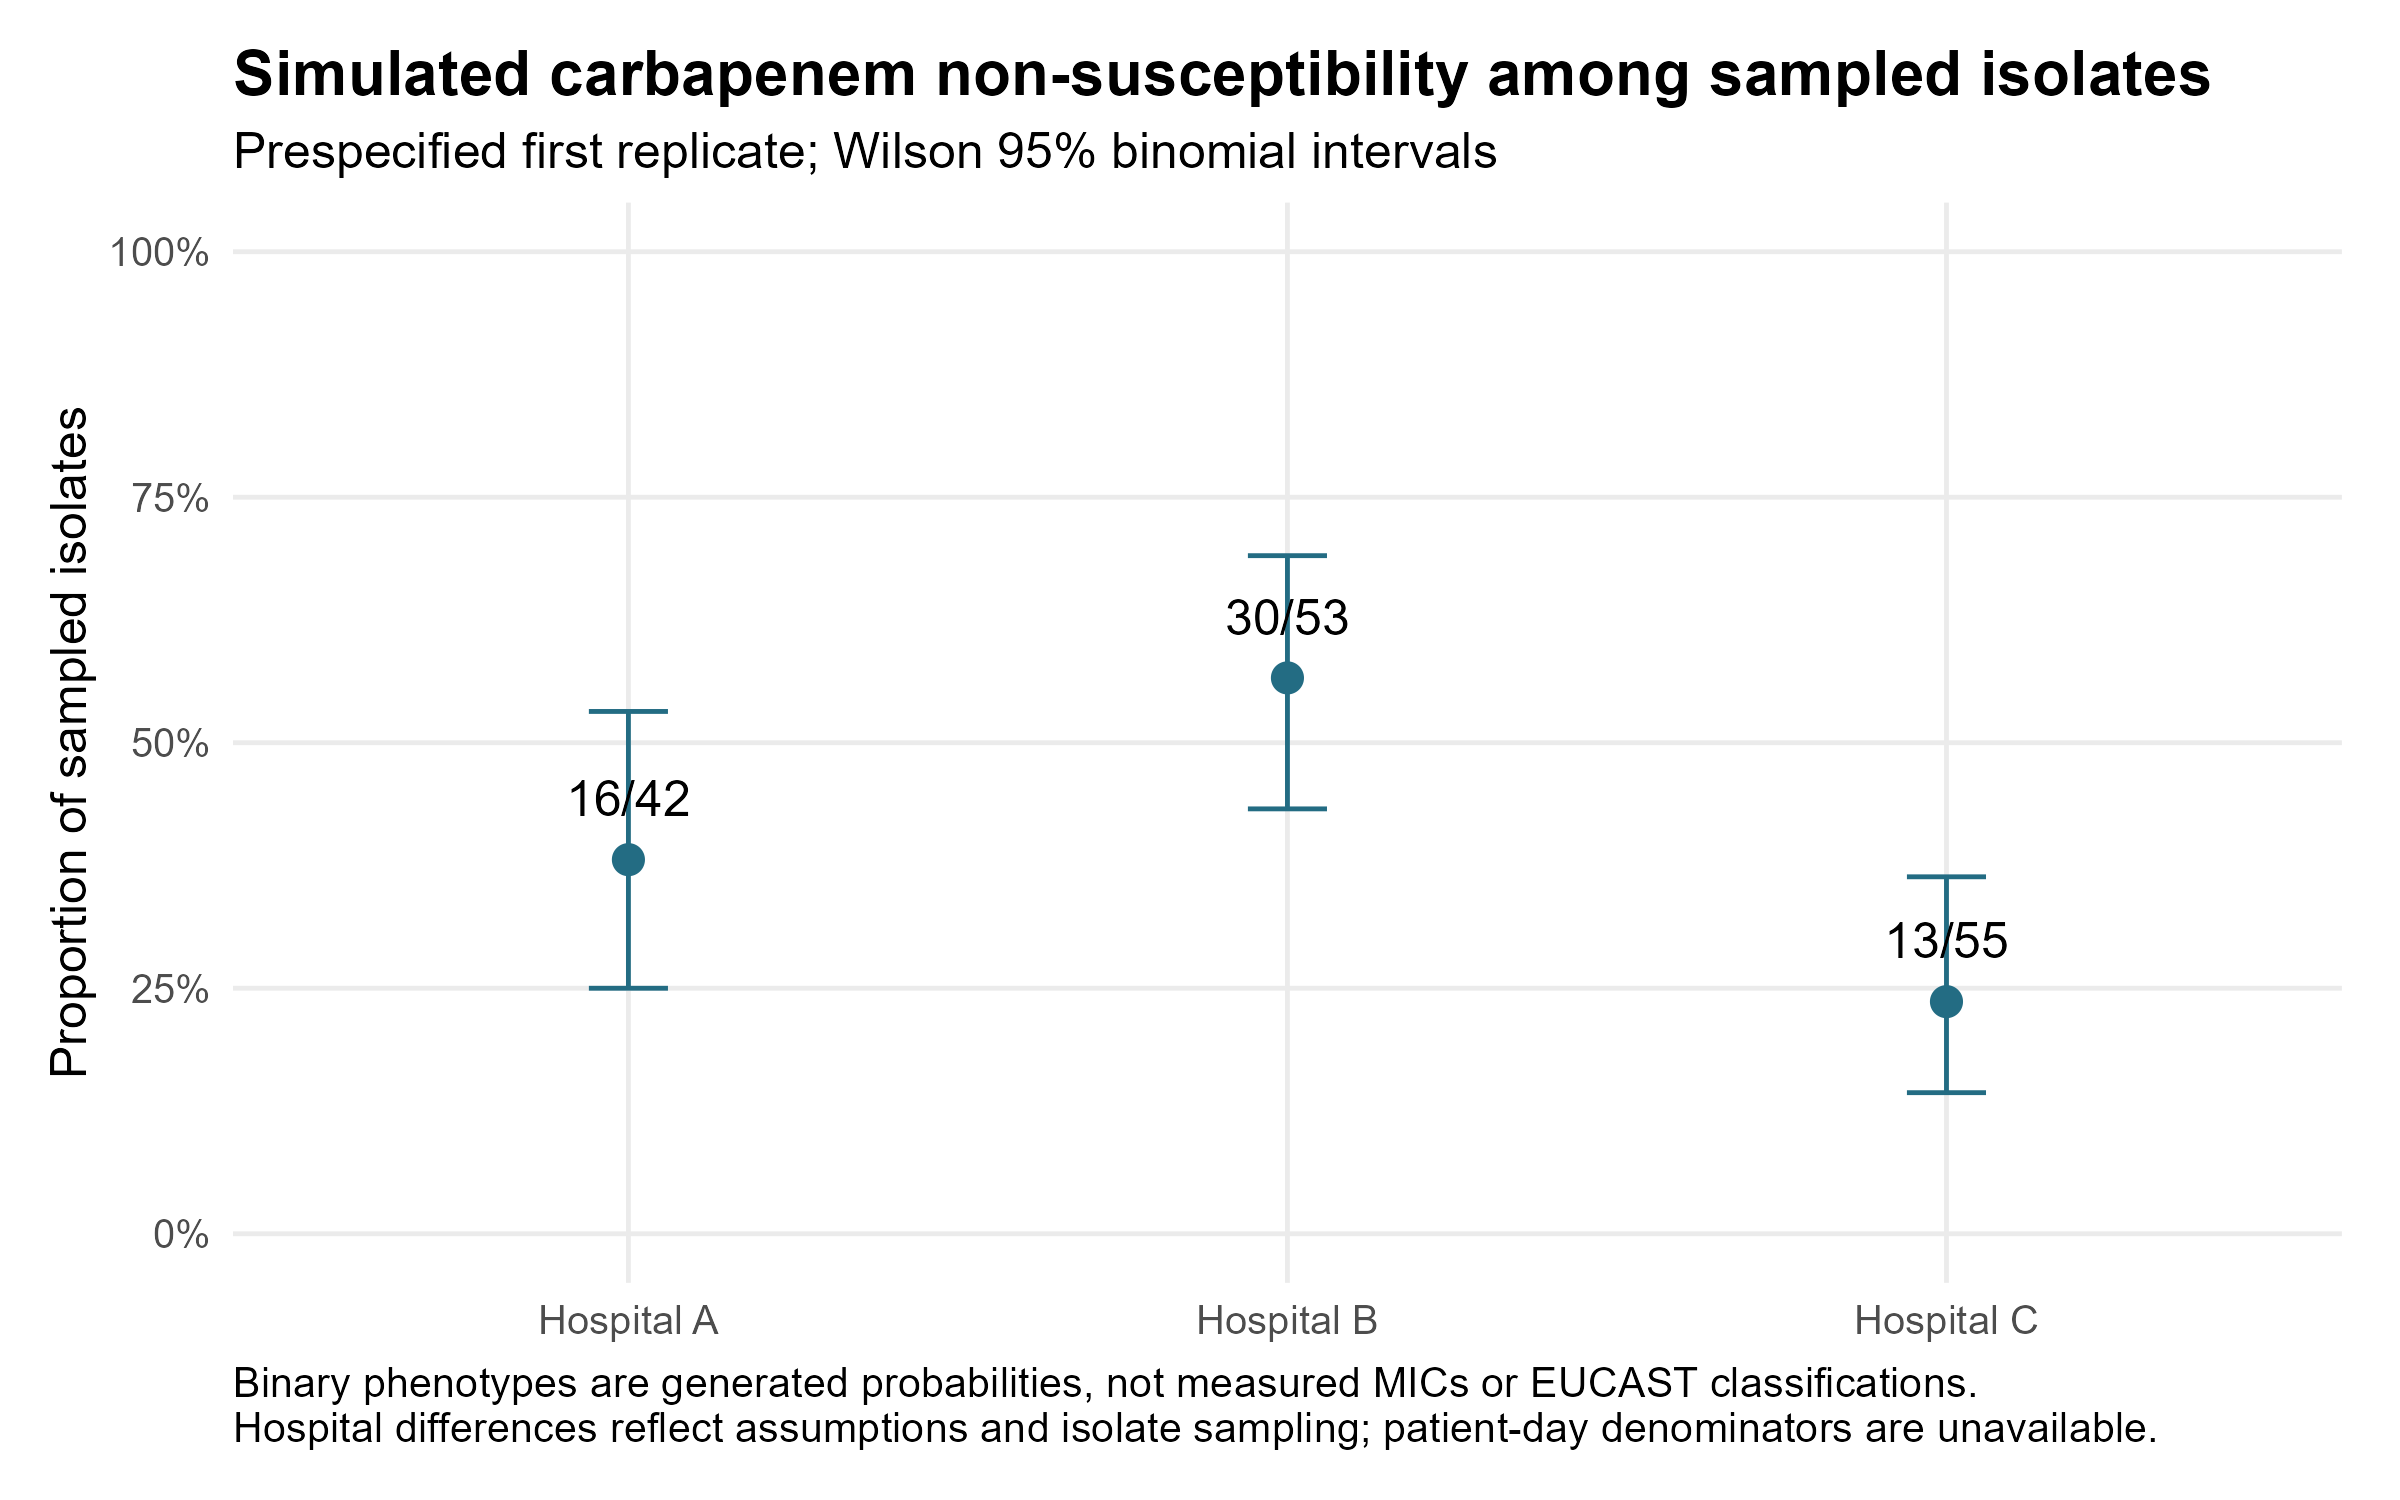 Simulated carbapenem non-susceptibility among sampled isolates
Prespecified first replicate; Wilson 95% binomial intervals
Proportion of sampled isolates
100%
75%
50%
25%
0%
16/42
30/53
13/55
Hospital A
Hospital B
Hospital C
Binary phenotypes are generated probabilities, not measured MICs or EUCAST classifications.
Hospital differences reflect assumptions and isolate sampling; patient-day denominators are unavailable.